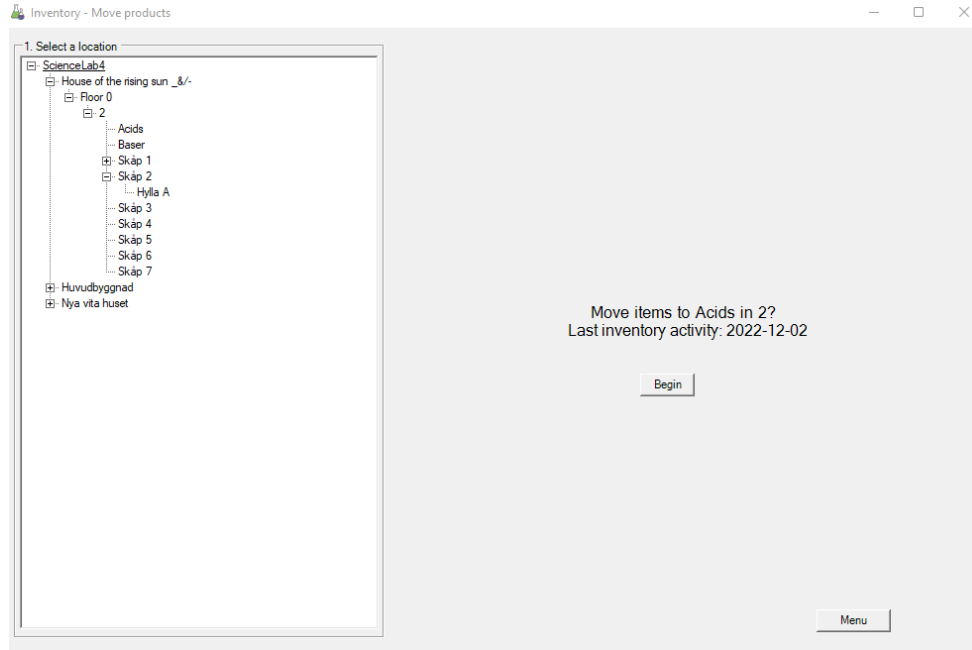 Inventory - Move products
1. Select a location
ScienceLab4
House of the rising sun _&/-
Floor 0
2
Acids
Baser
Skåp 1
Skåp 2
Hylla A
Skåp 3
Skåp 4
Skåp 5
Skåp 6
Skåp 7
Huvudbyggnad
Nya vita huset
Move items to Acids in 2?
Last inventory activity: 2022-12-02
Begin
Menu